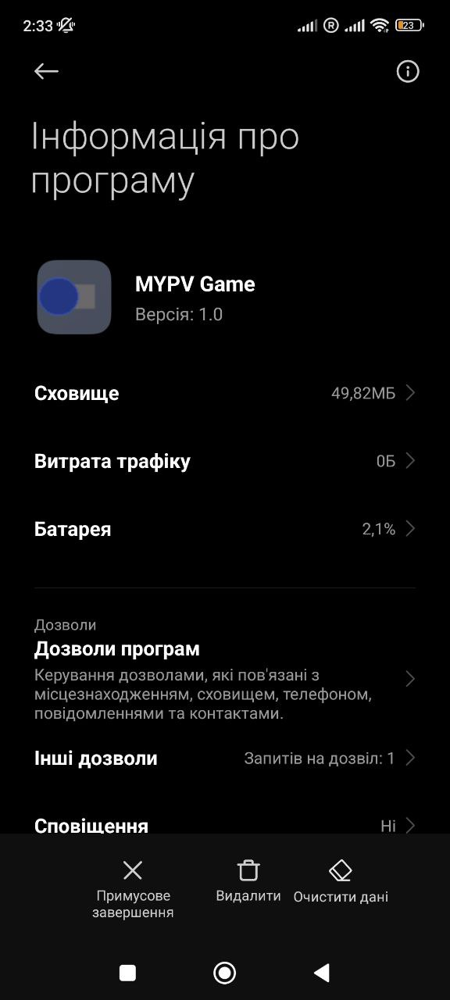 2:33
R
23
Інформація про
програму
MYPV Game
Версія: 1.0
Сховище 49,82МБ
Витрата трафіку 0Б
Батарея 2,1%
Дозволи
Дозволи програм
Керування дозволами, які пов'язані з
місцезнаходженням, сховищем, телефоном,
повідомленнями та контактами.
Інші дозволи Запитів на дозвіл: 1
Сповіщення Ні
Примусове
завершення
Видалити
Очистити дані